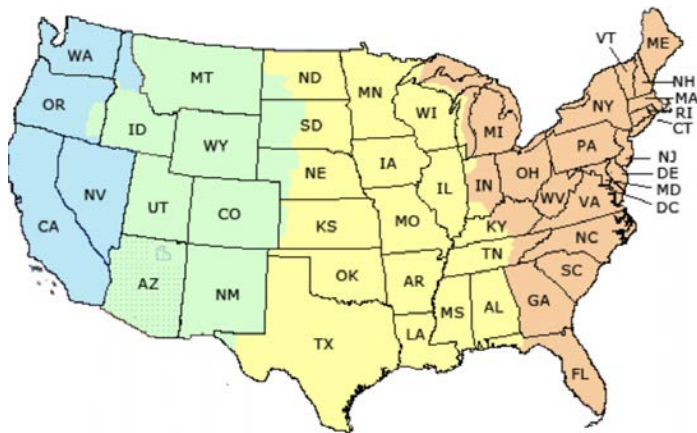 WA
MT
ND
MN
VT
ME
OR
ID
SD
WI
MI
NY
NH
MA
RI
CT
WY
NE
IA
PA
NJ
NV
UT
CO
KS
MO
IL
IN
OH
WV
VA
DE
MD
DC
CA
KY
AZ
NM
OK
AR
TN
NC
SC
TX
LA
MS
AL
GA
FL